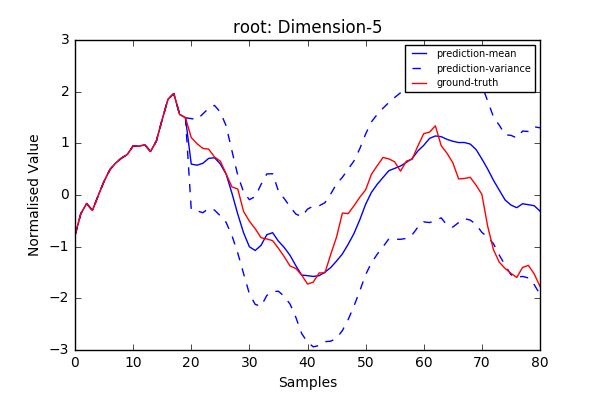 root: Dimension-5
prediction-mean
prediction-variance
ground-truth
Normalised Value
3
2
1
0
−1
−2
−3
0 10 20 30 40 50 60 70 80
Samples